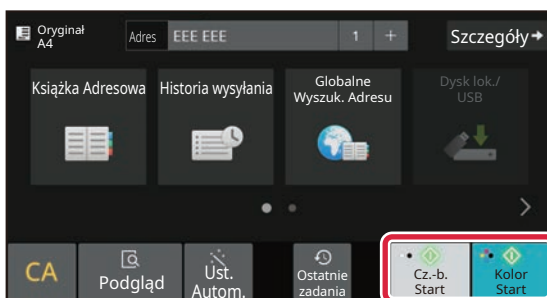 Oryginał
A4
Adres EEE EEE 1 +
Szczegóły
Książka Adresowa
Historia wysyłania
Globalne
Wyszuk. Adresu
Dysk lok./
USB
CA
Podgląd
Ust.
Autom.
Ostatnie
zadania
Cz.-b.
Start
Kolor
Start